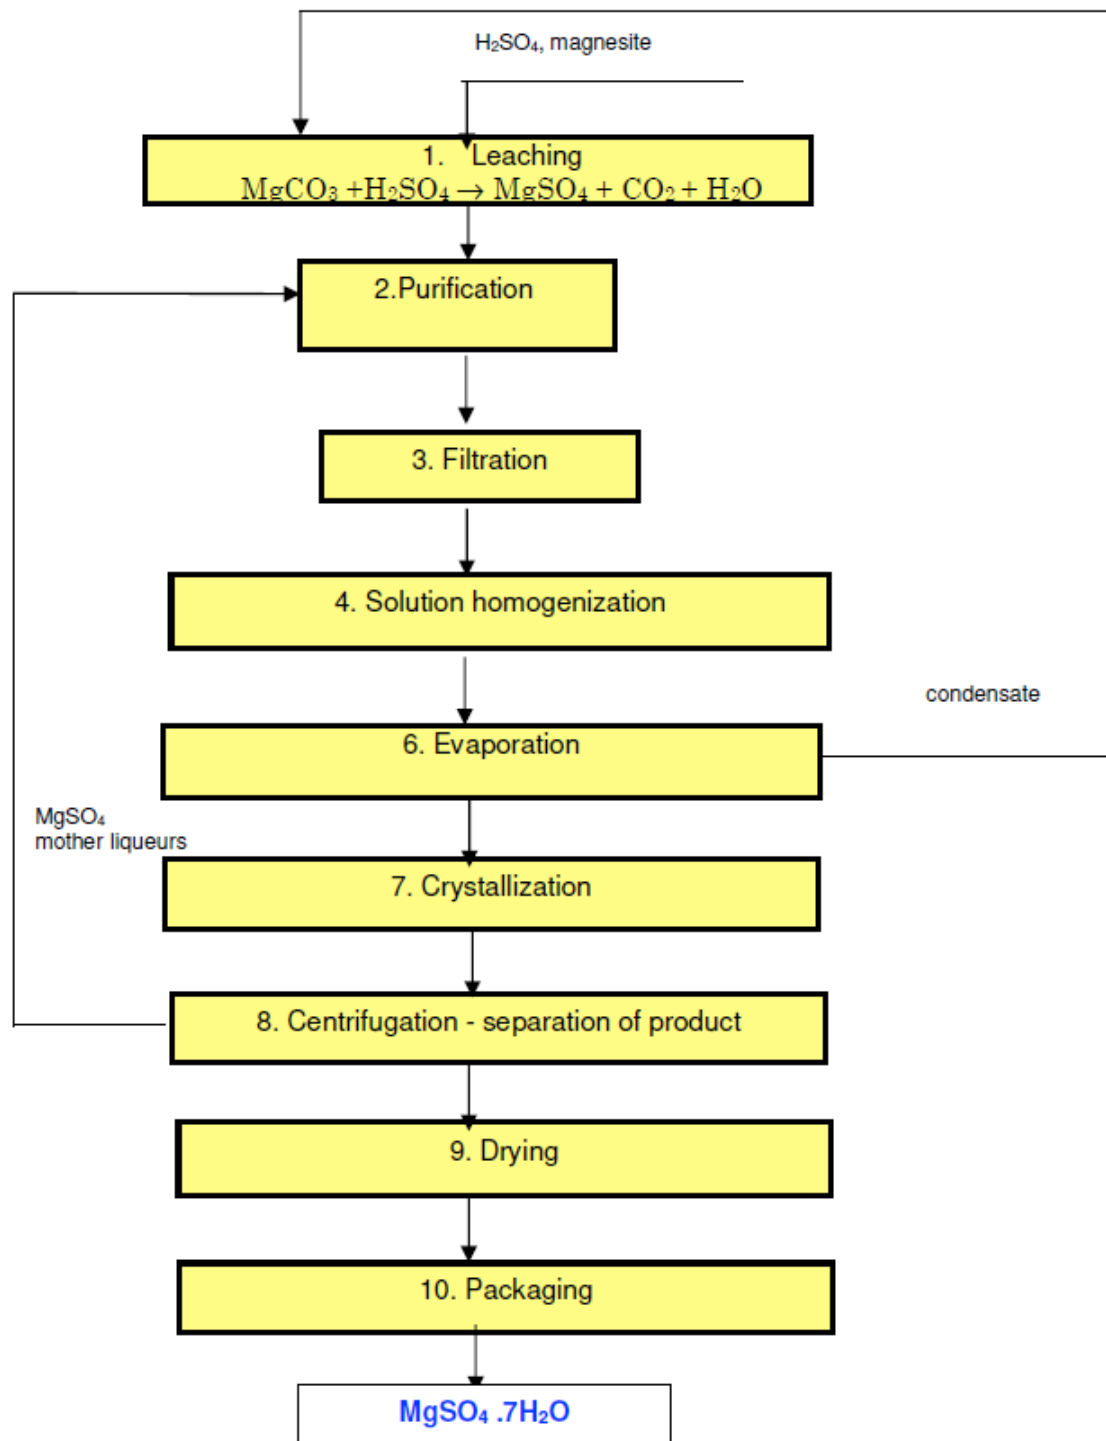 H₂SO₄, magnesite
1. Leaching
MgCO₃ +H₂SO₄ → MgSO₄ + CO₂ + H₂O
2.Purification
3. Filtration
4. Solution homogenization
condensate
6. Evaporation
MgSO₄
mother liqueurs
7. Crystallization
8. Centrifugation - separation of product
9. Drying
10. Packaging
MgSO₄ .7H₂O